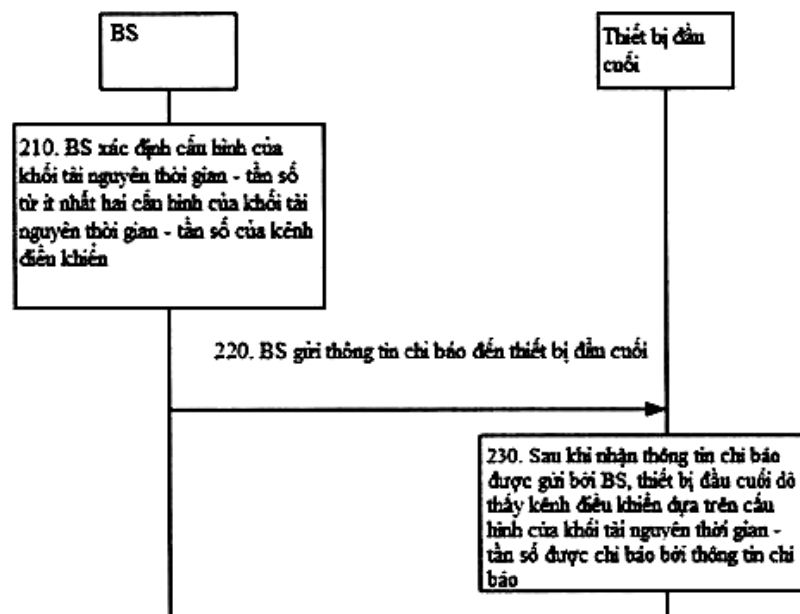 BS
Thiết bị đầu
cuối
210. BS xác định cấu hình của
khối tài nguyên thời gian - tần số
từ ít nhất hai cấu hình của khối tài
nguyên thời gian - tần số của kênh
điều khiển
220. BS gửi thông tin chỉ báo đến thiết bị đầu cuối
230. Sau khi nhận thông tin chỉ báo
được gửi bởi BS, thiết bị đầu cuối dò
thấy kênh điều khiển dựa trên cấu
hình của khối tài nguyên thời gian -
tần số được chỉ báo bởi thông tin chỉ
báo